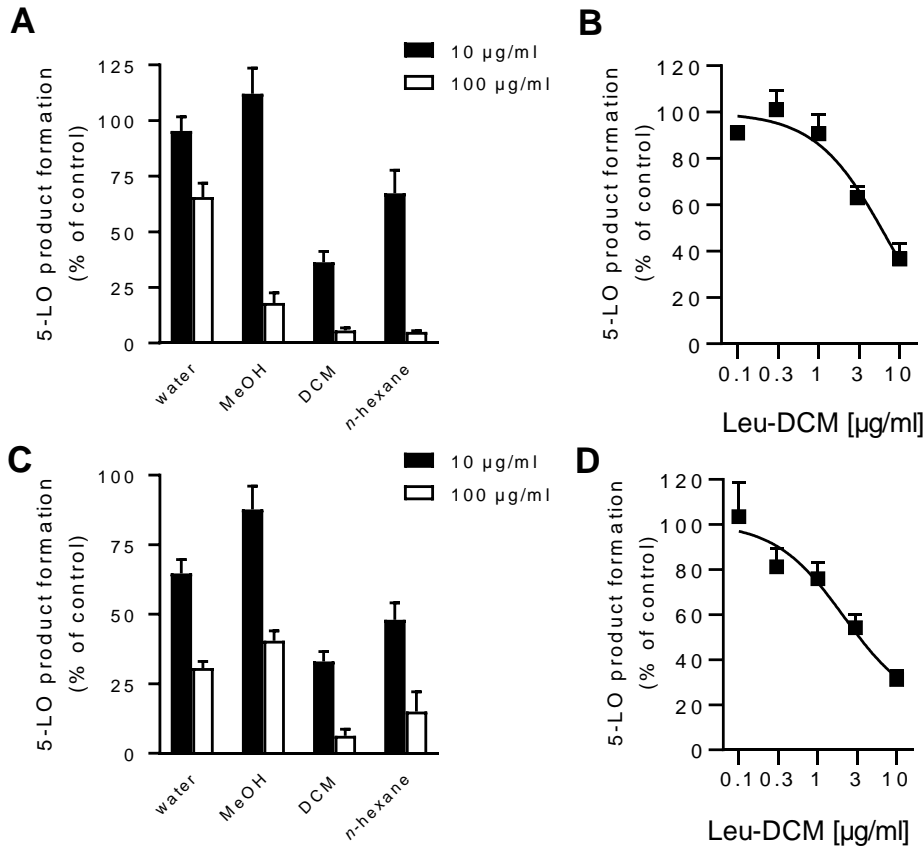 A
10 µg/ml
100 µg/ml
5-LO product formation
(% of control)
125
100
75
50
25
0
water
MeOH
DCM
n-hexane
B
5-LO product formation
(% of control)
120
100
80
60
40
20
0
0.1 0.3 1 3 10
Leu-DCM [µg/ml]
C
10 µg/ml
100 µg/ml
5-LO product formation
(% of control)
100
75
50
25
0
water
MeOH
DCM
n-hexane
D
5-LO product formation
(% of control)
120
100
80
60
40
20
0
0.1 0.3 1 3 10
Leu-DCM [µg/ml]